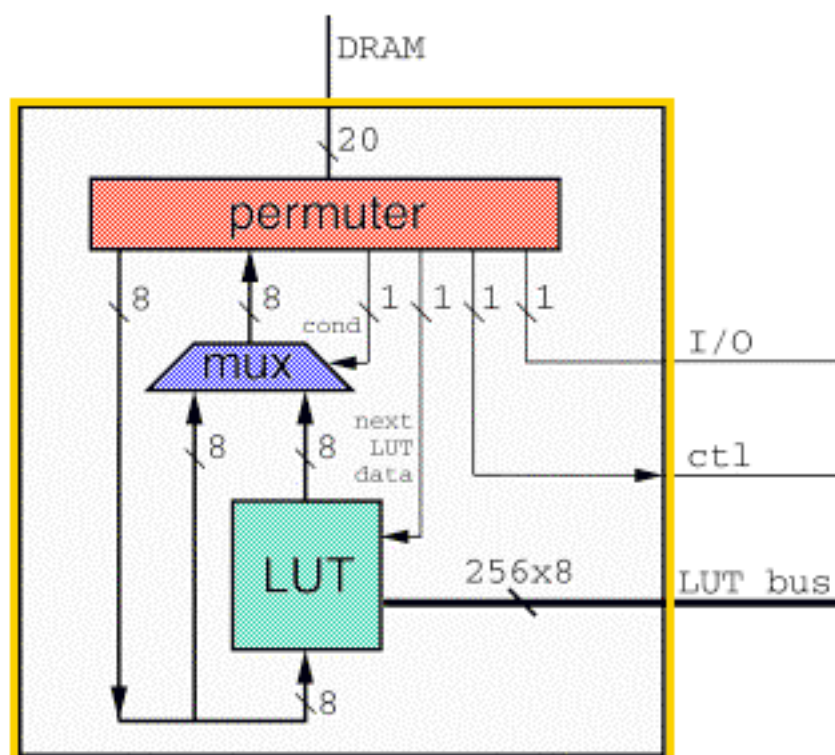 DRAM
20
permuter
8
8
1
1
1
1
cond
I/O
mux
next
LUT
data
8
8
ctl
LUT
256x8
LUT bus
8